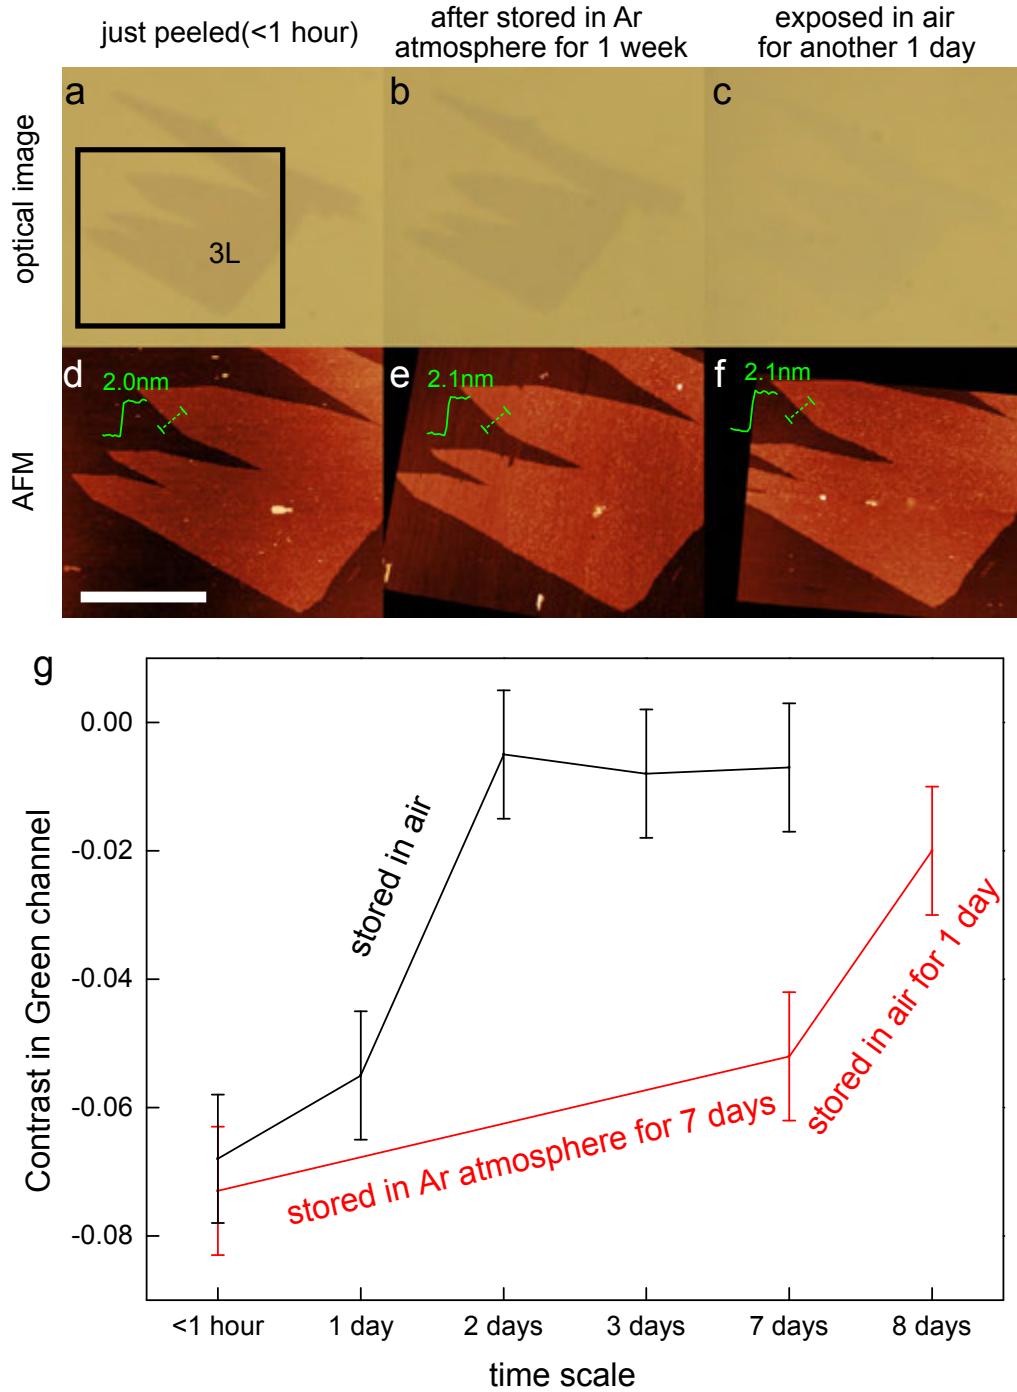 just peeled(<1 hour)
after stored in Ar
atmosphere for 1 week
exposed in air
for another 1 day
optical image
a
b
c
3L
AFM
d
2.0nm
e
2.1nm
f
2.1nm
g
Contrast in Green channel
0.00
-0.02
-0.04
-0.06
-0.08
stored in air
stored in Ar atmosphere for 7 days
stored in air for 1 day
<1 hour
1 day
2 days
3 days
7 days
8 days
time scale